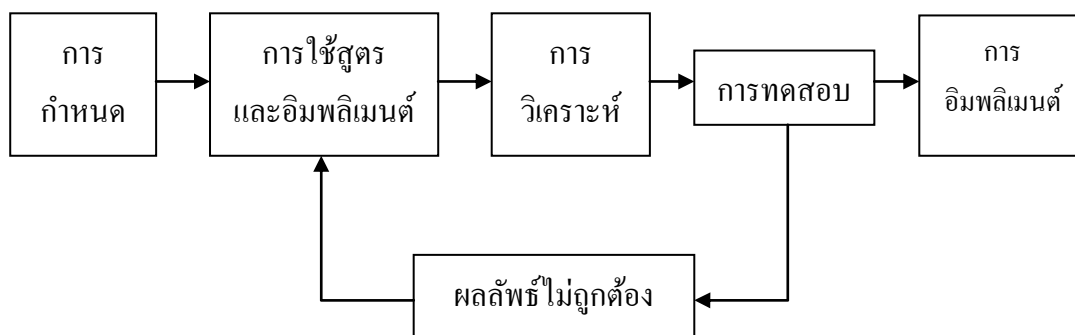 การ
กำหนด
การใช้สูตร
และอิมพลิเมนต์
การ
วิเคราะห์
การทดสอบ
การ
อิมพลิเมนต์
ผลลัพธ์ไม่ถูกต้อง